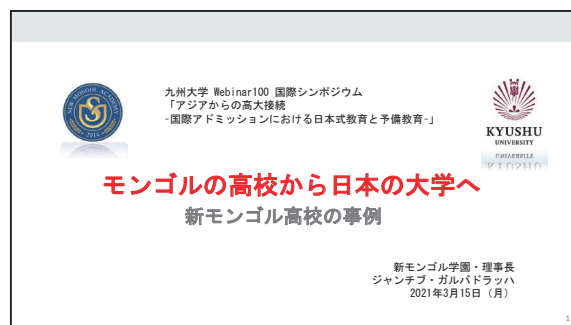 九州大学 Webinar100 国際シンポジウム
「アジアからの高大接続
-国際アドミッションにおける日本式教育と予備教育-」
NEW MONGOL ACADEMY
2014
KYUSHU
UNIVERSITY
モンゴルの高校から日本の大学へ
新モンゴル高校の事例
新モンゴル学園・理事長
ジャンチブ・ガルバドラッハ
2021年3月15日（月）
1